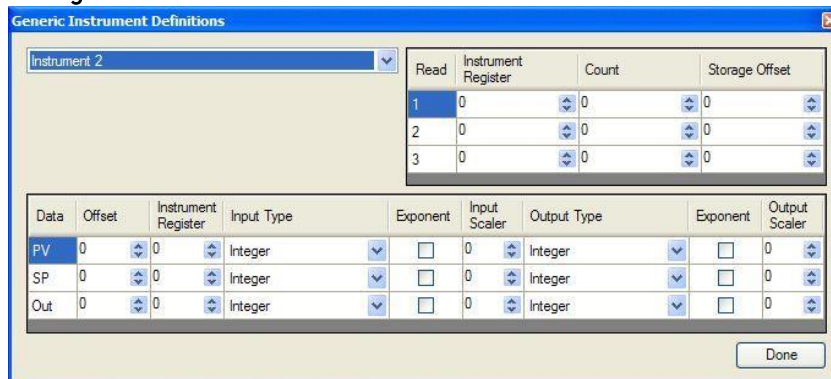 Generic Instrument Definitions
Instrument 2
Read Instrument Register Count Storage Offset
1 0 0 0
2 0 0 0
3 0 0 0
Data Offset Instrument Register Input Type Exponent Input Scaler Output Type Exponent Output Scaler
PV 0 0 Integer 0 Integer 0
SP 0 0 Integer 0 Integer 0
Out 0 0 Integer 0 Integer 0
Done